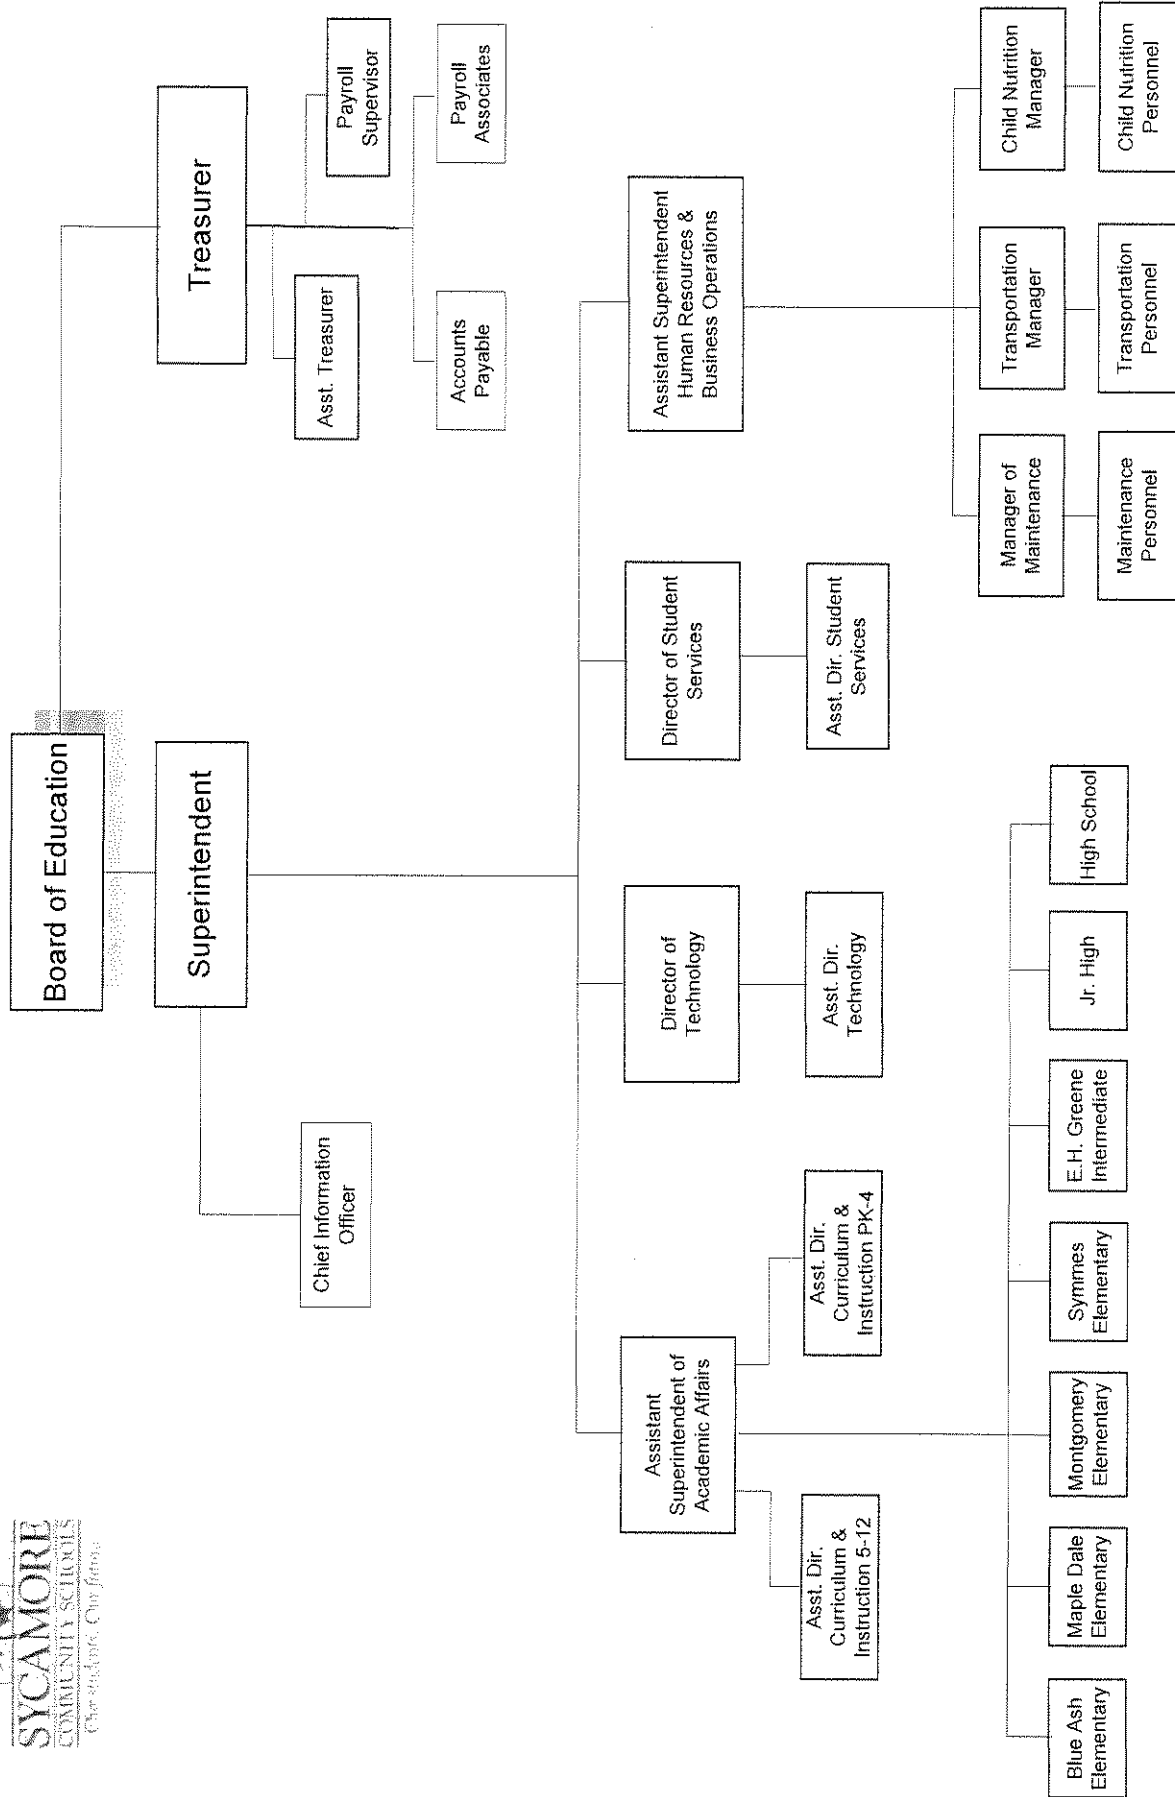 SYCAMORE
COMMUNITY SCHOOLS
Board of Education
Superintendent
Treasurer
Chief Information
Officer
Asst. Treasurer
Payroll
Supervisor
Accounts
Payable
Payroll
Associates
Assistant
Superintendent of
Academic Affairs
Director of
Technology
Director of Student
Services
Assistant Superintendent
Human Resources &
Business Operations
Asst. Dir.
Curriculum &
Instruction 5-12
Asst. Dir.
Curriculum &
Instruction PK-4
Asst. Dir.
Technology
Asst. Dir. Student
Services
Manager of
Maintenance
Transportation
Manager
Child Nutrition
Manager
Maintenance
Personnel
Transportation
Personnel
Child Nutrition
Personnel
Blue Ash
Elementary
Maple Dale
Elementary
Montgomery
Elementary
Symmes
Elementary
E.H. Greene
Intermediate
Jr. High
High School